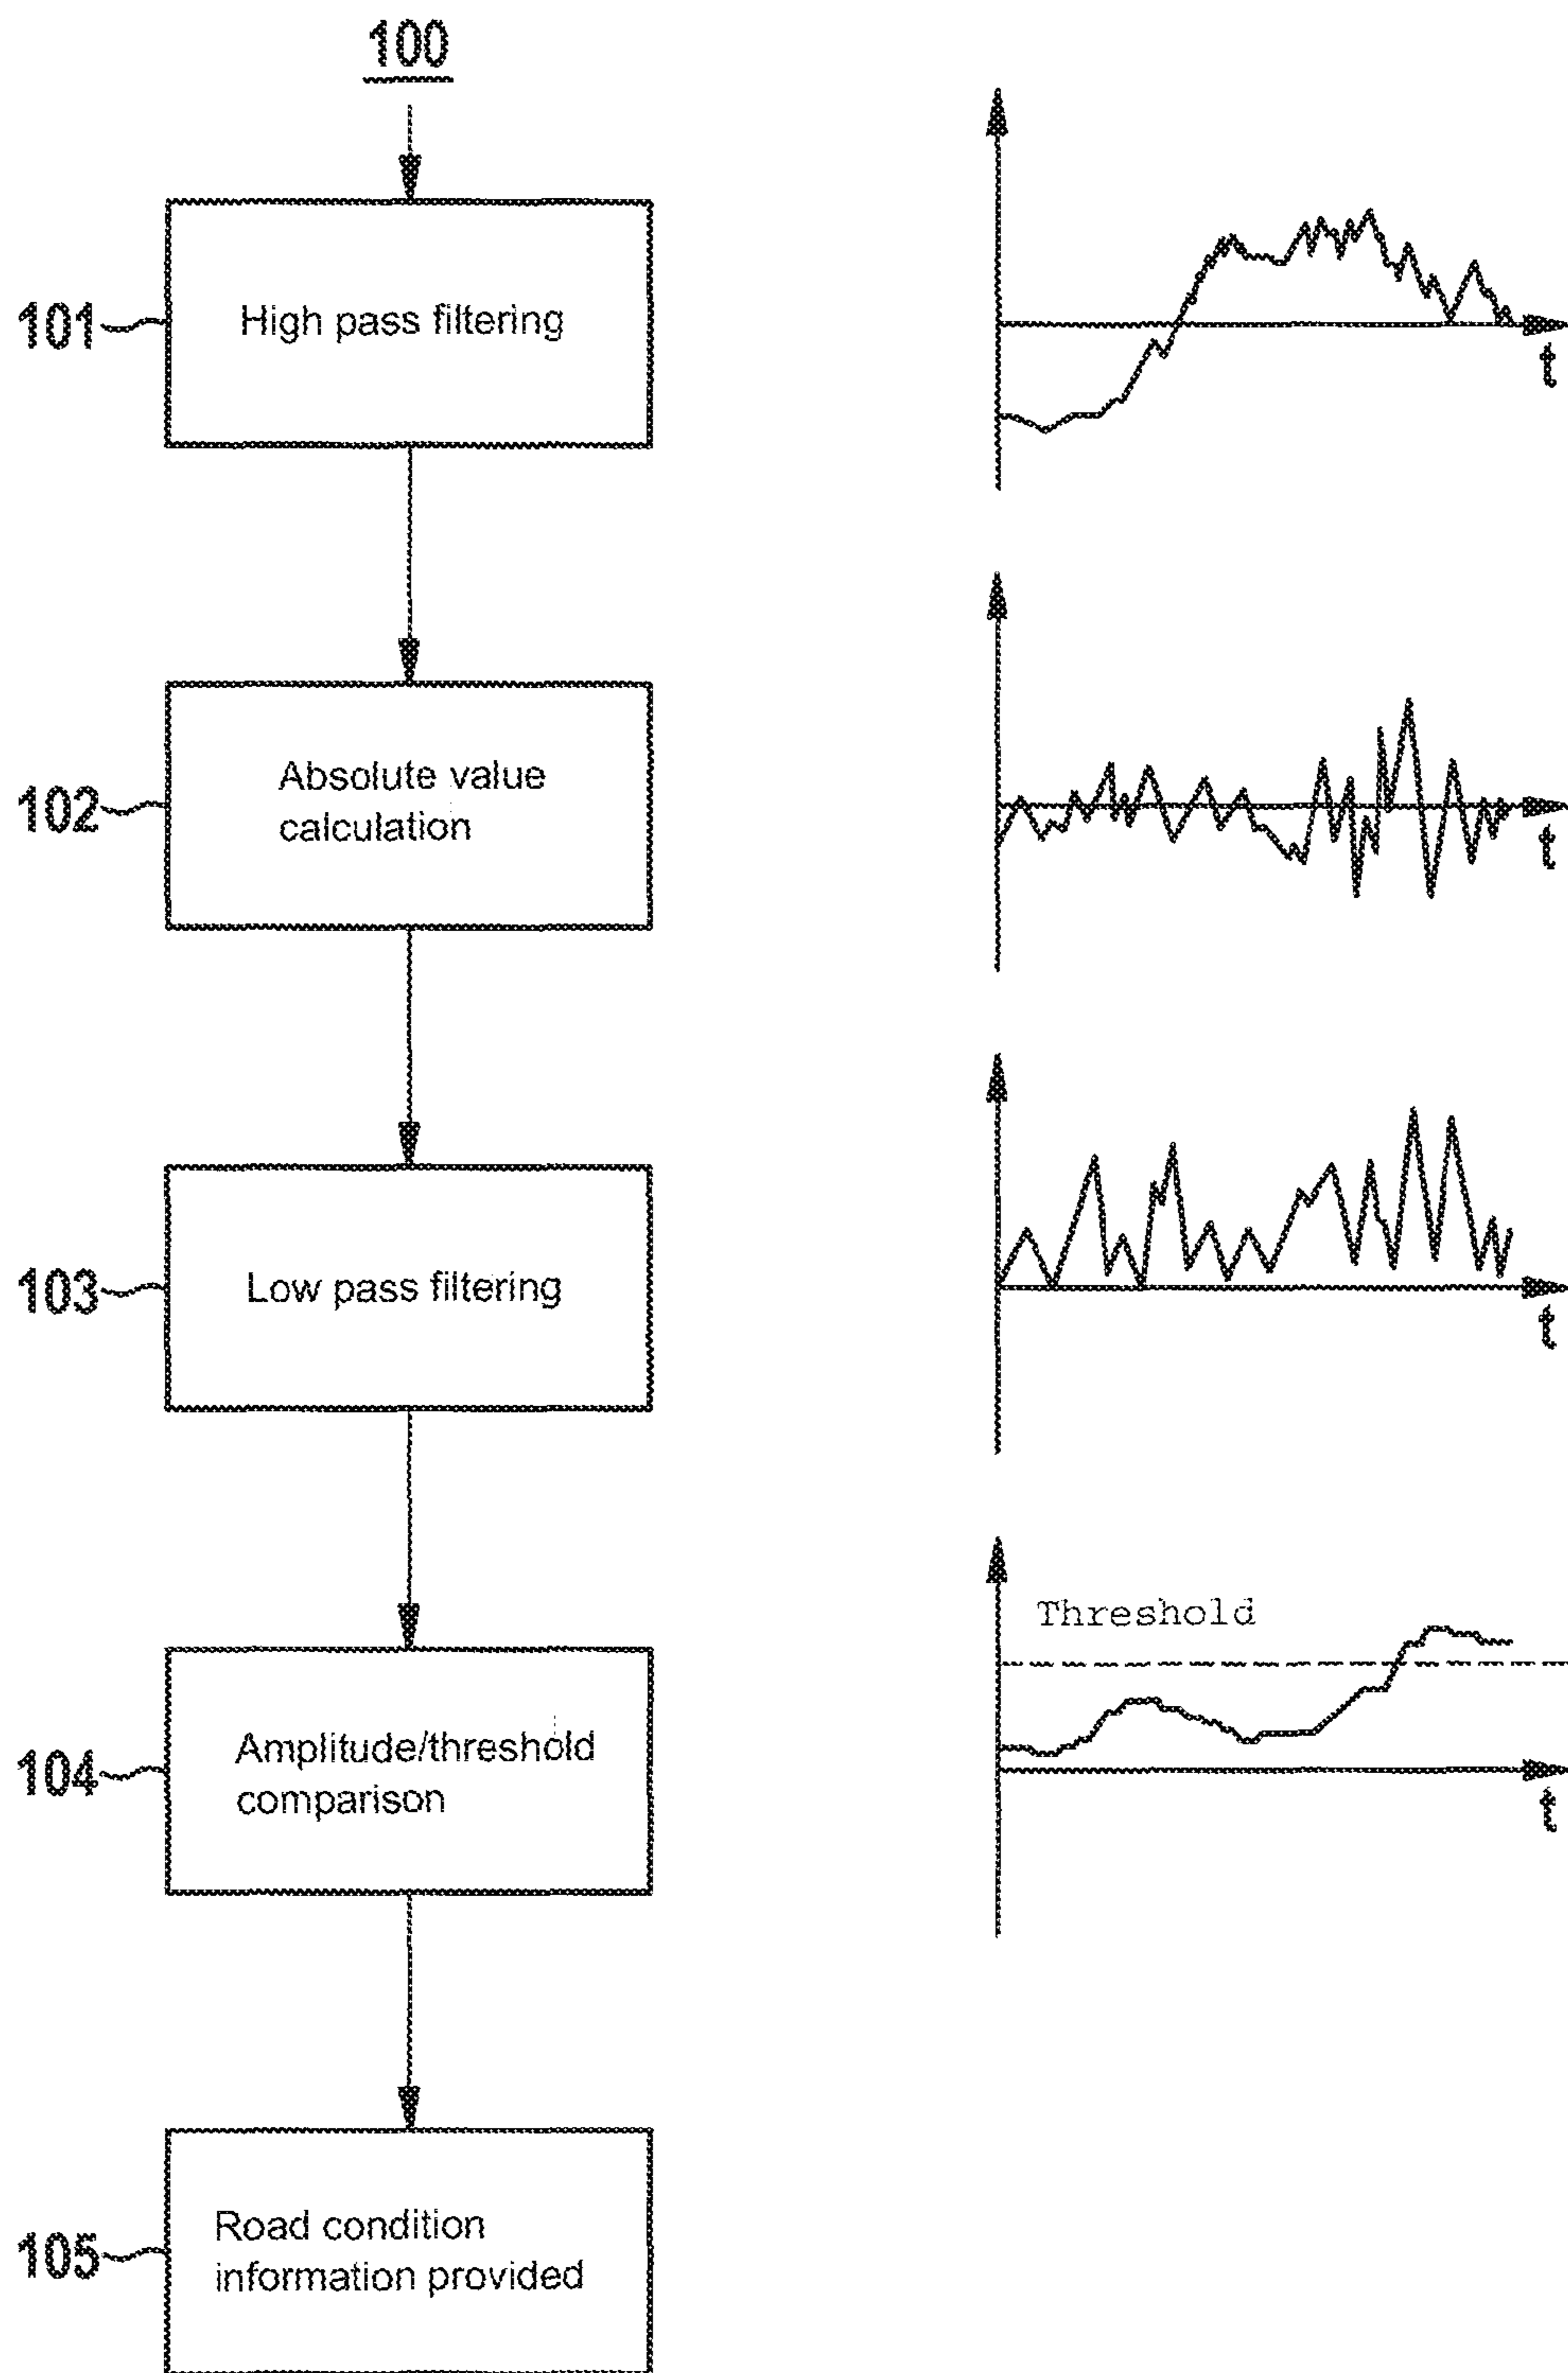 100
101
High pass filtering
t
102
Absolute value
calculation
t
103
Low pass filtering
t
Threshold
104
Amplitude/threshold
comparison
t
105
Road condition
information provided